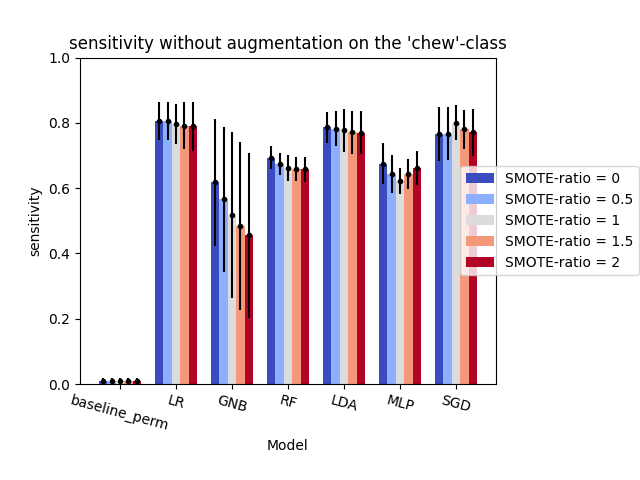 sensitivity without augmentation on the 'chew'-class
1.0
0.8
0.6
0.4
0.2
0.0
sensitivity
SMOTE-ratio = 0
SMOTE-ratio = 0.5
SMOTE-ratio = 1
SMOTE-ratio = 1.5
SMOTE-ratio = 2
baseline_perm LR GNB RF LDA MLP SGD
Model